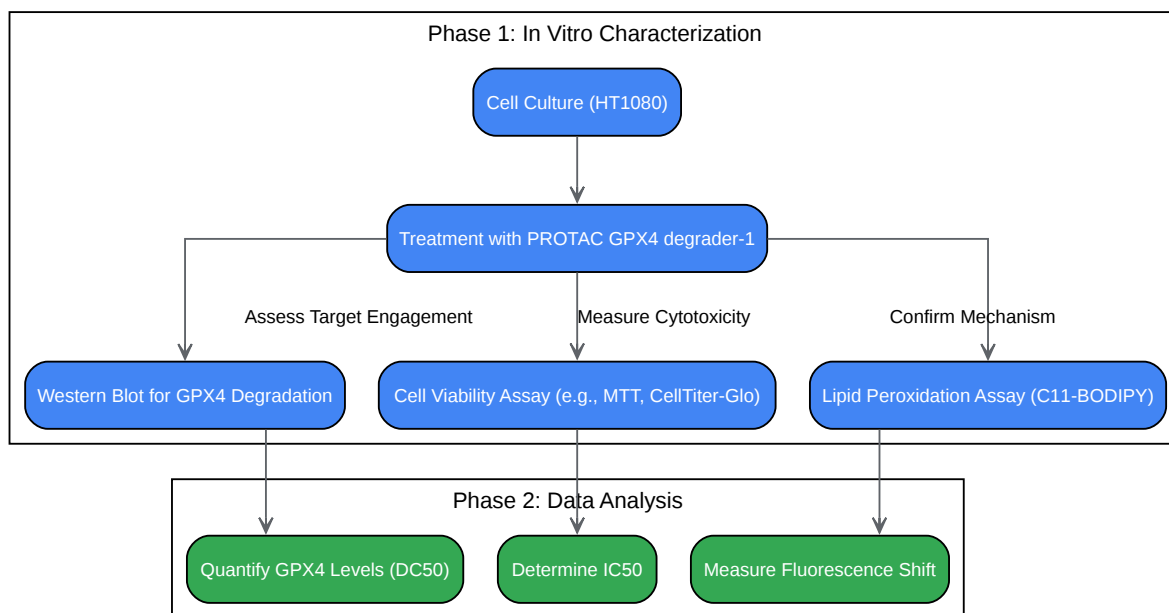 Phase 1: In Vitro Characterization
Cell Culture (HT1080)
Treatment with PROTAC GPX4 degrader-1
Assess Target Engagement
Measure Cytotoxicity
Confirm Mechanism
Western Blot for GPX4 Degradation
Cell Viability Assay (e.g., MTT, CellTiter-Glo)
Lipid Peroxidation Assay (C11-BODIPY)
Phase 2: Data Analysis
Quantify GPX4 Levels (DC50)
Determine IC50
Measure Fluorescence Shift